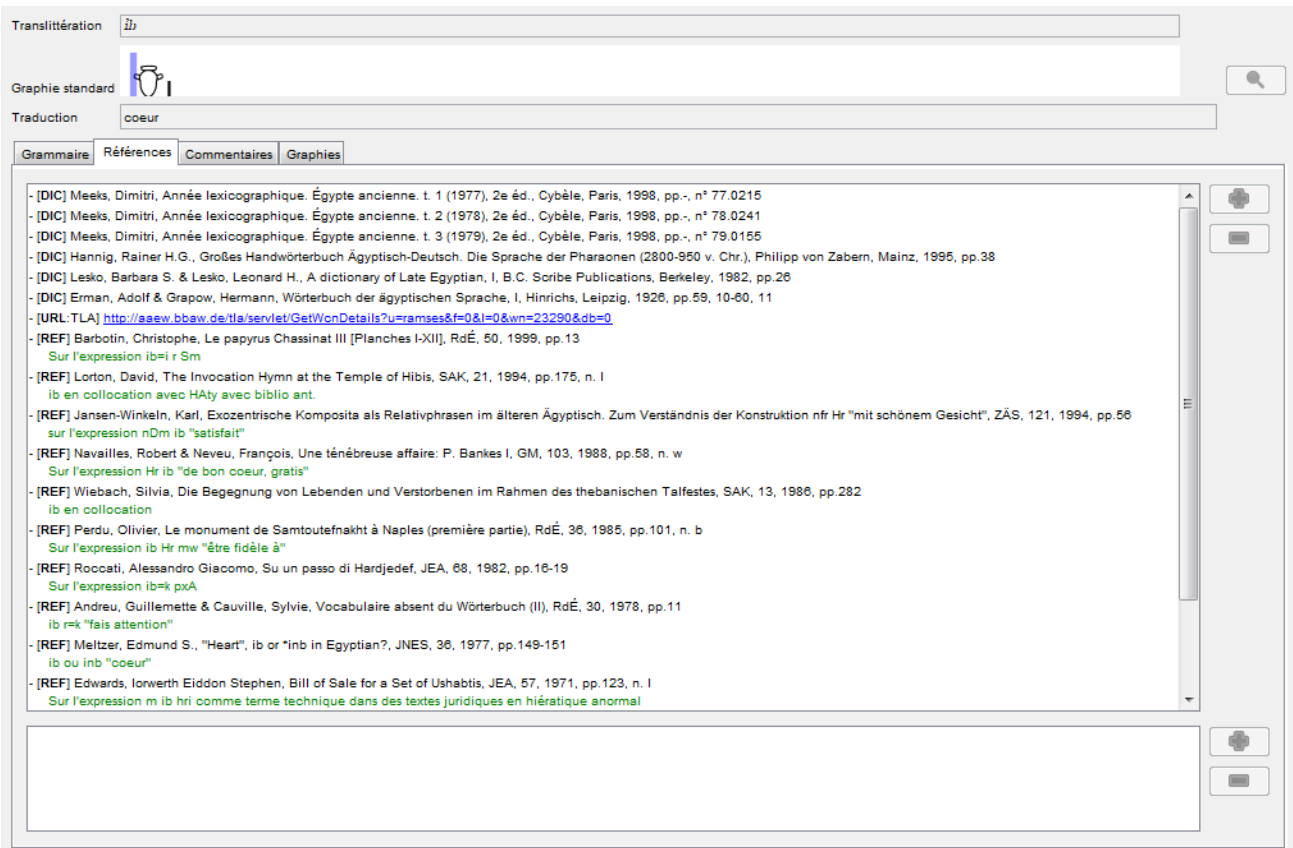 Translittération ib
Graphie standard
Traduction coeur
Grammaire Références Commentaires Graphies
- [DIC] Meeks, Dimitri, Année lexicographique. Égypte ancienne. t. 1 (1977), 2e éd., Cybèle, Paris, 1998, pp.-, n° 77.0215
- [DIC] Meeks, Dimitri, Année lexicographique. Égypte ancienne. t. 2 (1978), 2e éd., Cybèle, Paris, 1998, pp.-, n° 78.0241
- [DIC] Meeks, Dimitri, Année lexicographique. Égypte ancienne. t. 3 (1979), 2e éd., Cybèle, Paris, 1998, pp.-, n° 79.0155
- [DIC] Hannig, Rainer H.G., Großes Handwörterbuch Ägyptisch-Deutsch. Die Sprache der Pharaonen (2800-950 v. Chr.), Philipp von Zabern, Mainz, 1995, pp.38
- [DIC] Lesko, Barbara S. & Lesko, Leonard H., A dictionary of Late Egyptian, I, B.C. Scribe Publications, Berkeley, 1982, pp.26
- [DIC] Erman, Adolf & Grapow, Hermann, Wörterbuch der ägyptischen Sprache, I, Hinrichs, Leipzig, 1926, pp.59, 10-60, 11
- [URL:TLA] http://aaew.bbaw.de/tla/servlet/GetWcnDetails?u=ramses&f=0&l=0&wn=23290&db=0
- [REF] Barbotin, Christophe, Le papyrus Chassinat III [Planches I-XII], RdÉ, 50, 1999, pp.13
Sur l'expression ib=i r Sm
- [REF] Lorton, David, The Invocation Hymn at the Temple of Hibis, SAK, 21, 1994, pp.175, n. l
ib en collocation avec HAty avec biblio ant.
- [REF] Jansen-Winkeln, Karl, Exozentrische Komposita als Relativphrasen im älteren Ägyptisch. Zum Verständnis der Konstruktion nfr Hr "mit schönem Gesicht", ZÄS, 121, 1994, pp.56
sur l'expression nDm ib "satisfait"
- [REF] Navailles, Robert & Neveu, François, Une ténébreuse affaire: P. Bankes I, GM, 103, 1988, pp.58, n. w
Sur l'expression Hr ib "de bon coeur, gratis"
- [REF] Wiebach, Silvia, Die Begegnung von Lebenden und Verstorbenen im Rahmen des thebanischen Talfestes, SAK, 13, 1986, pp.282
ib en collocation
- [REF] Perdu, Olivier, Le monument de Samtoutefnakht à Naples (première partie), RdÉ, 36, 1985, pp.101, n. b
Sur l'expression ib Hr mw "être fidèle à"
- [REF] Roccati, Alessandro Giacomo, Su un passo di Hardjedef, JEA, 68, 1982, pp.16-19
Sur l'expression ib=k pxA
- [REF] Andreu, Guillemette & Cauville, Sylvie, Vocabulaire absent du Wörterbuch (II), RdÉ, 30, 1978, pp.11
ib r=k "fais attention"
- [REF] Meltzer, Edmund S., "Heart", ib or *inb in Egyptian?, JNES, 36, 1977, pp.149-151
ib ou inb "coeur"
- [REF] Edwards, Iorwerth Eiddon Stephen, Bill of Sale for a Set of Ushabtis, JEA, 57, 1971, pp.123, n. l
Sur l'expression m ib hri comme terme technique dans des textes juridiques en hiératique anormal